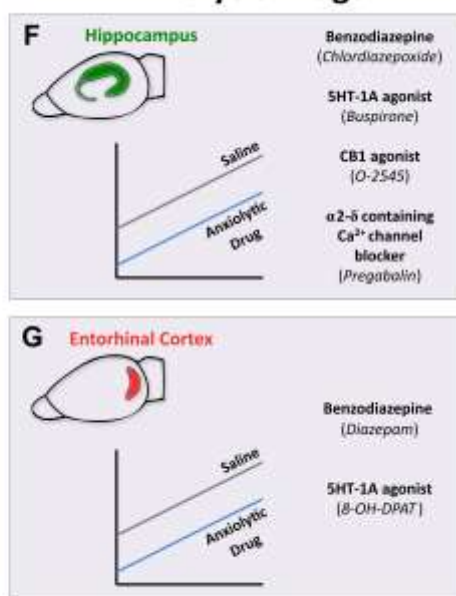 F
Hippocampus
Benzodiazepine
(Chlordiazepoxide)
5HT-1A agonist
(Buspirone)
CB1 agonist
(O-2545)
α2-δ containing
Ca²⁺ channel
blocker
(Pregabalin)
Saline
Anxiolytic
Drug
G
Entorhinal Cortex
Benzodiazepine
(Diazepam)
5HT-1A agonist
(8-OH-DPAT)
Saline
Anxiolytic
Drug